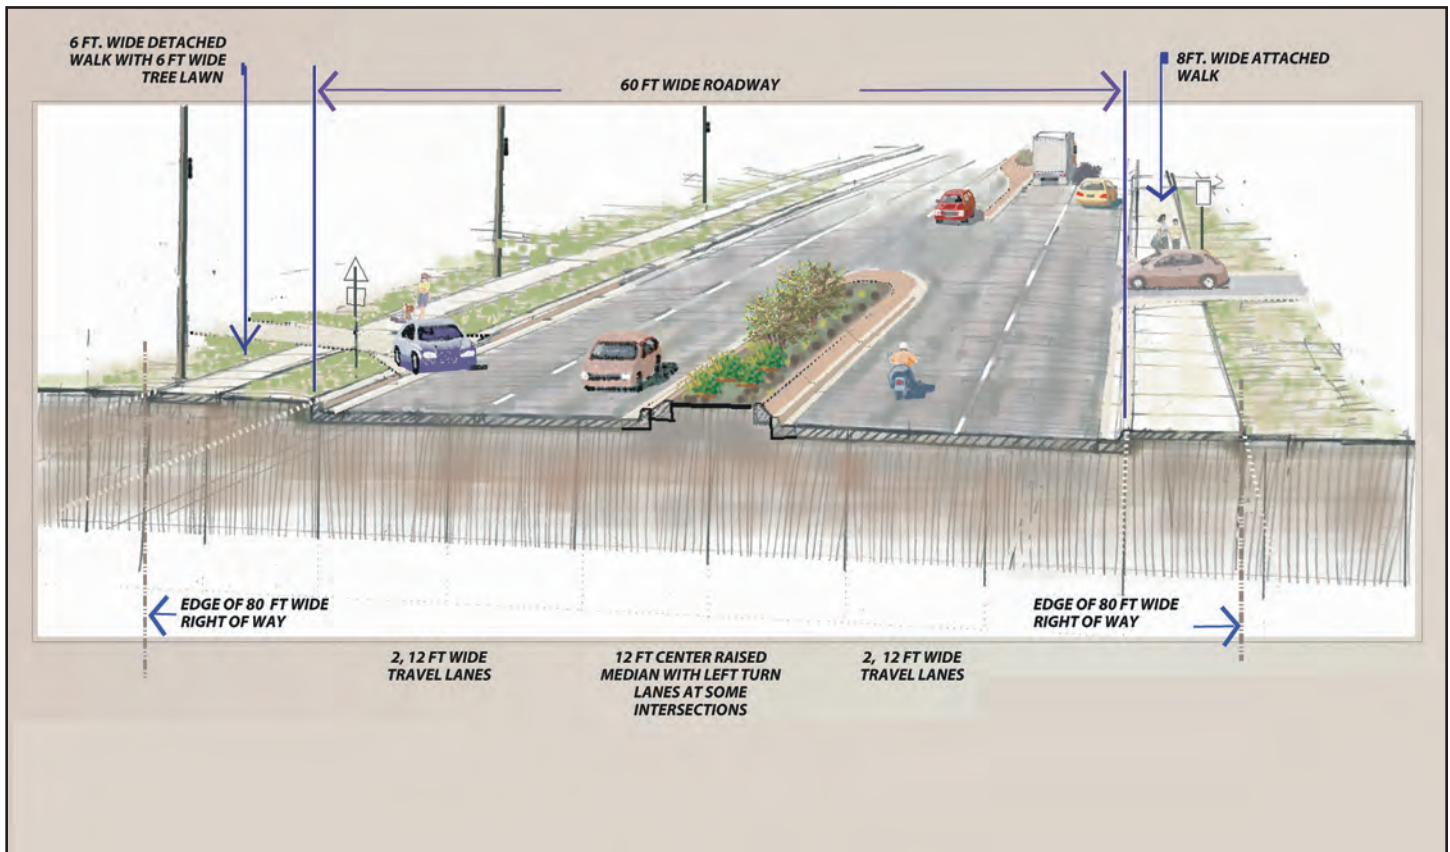 6 FT. WIDE DETACHED
WALK WITH 6 FT WIDE
TREE LAWN
60 FT WIDE ROADWAY
8FT. WIDE ATTACHED
WALK
EDGE OF 80 FT WIDE
RIGHT OF WAY
EDGE OF 80 FT WIDE
RIGHT OF WAY
2, 12 FT WIDE
TRAVEL LANES
12 FT CENTER RAISED
MEDIAN WITH LEFT TURN
LANES AT SOME
INTERSECTIONS
2, 12 FT WIDE
TRAVEL LANES